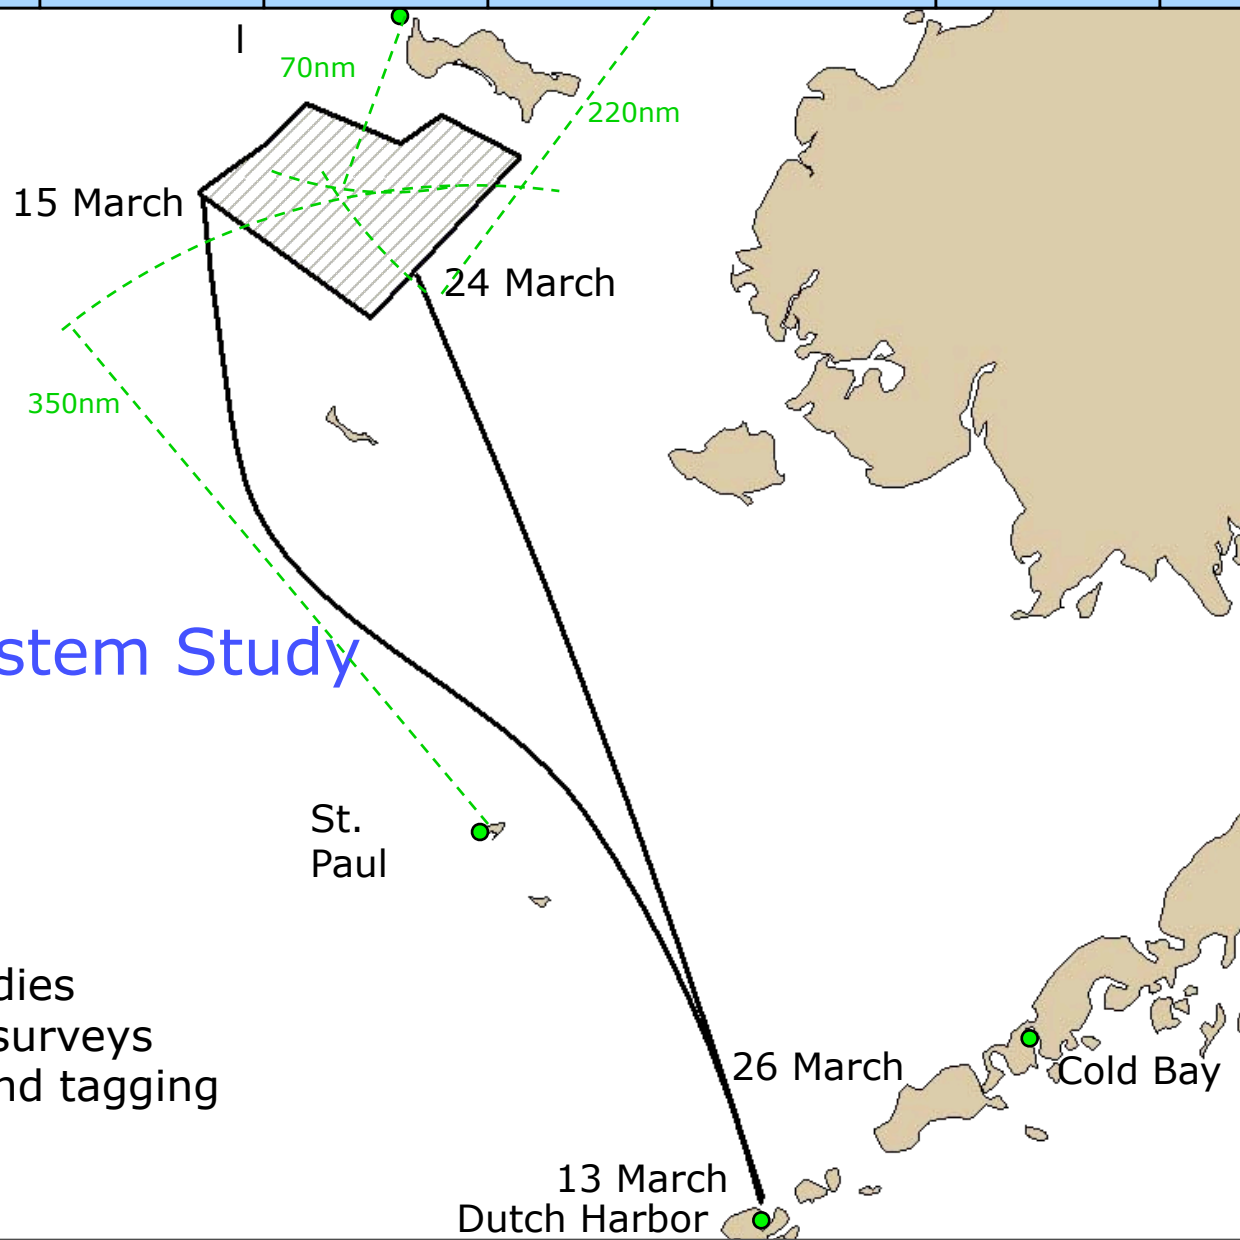 70nm
220nm
15 March
24 March
350nm
stem Study
St.
Paul
dies
surveys
nd tagging
26 March
Cold Bay
13 March
Dutch Harbor